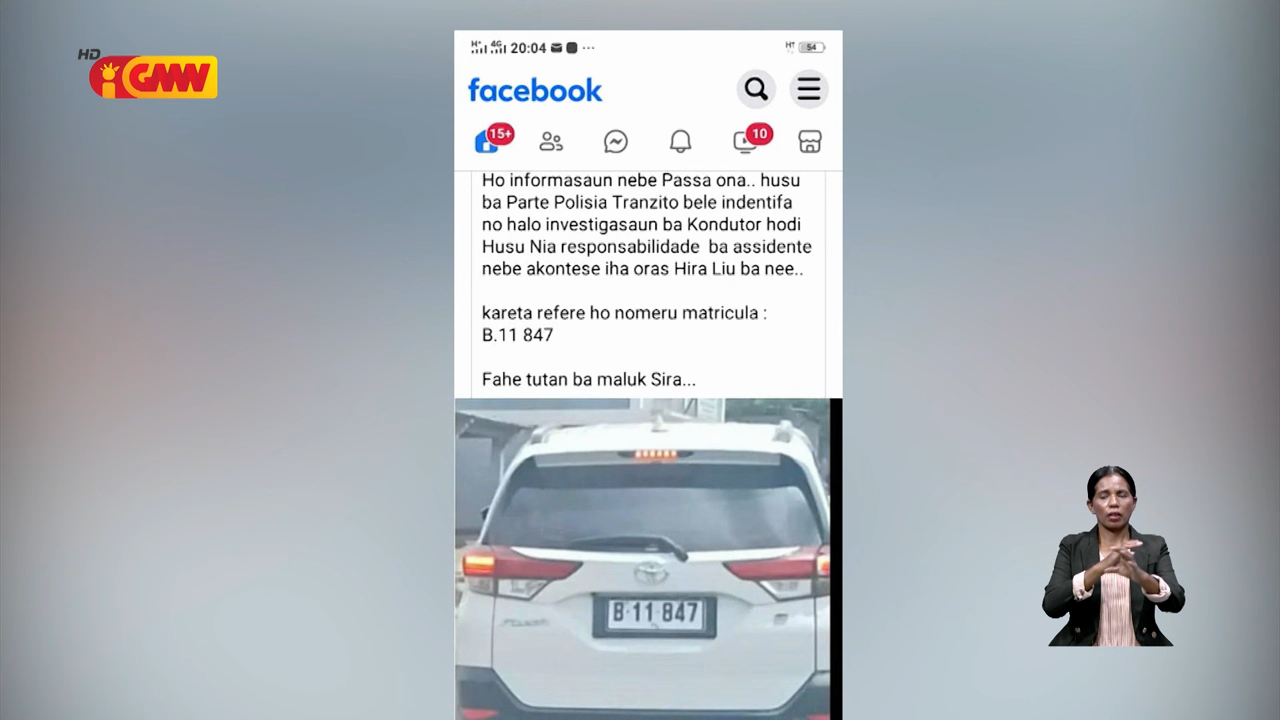 HD
GMN
H+ 4G 20:04 ... H↑ 54
facebook
15+
10
Ho informasaun nebe Passa ona.. husu
ba Parte Polisia Tranzito bele indentifa
no halo investigasaun ba Kondutor hodi
Husu Nia responsabilidade ba assidente
nebe akontese iha oras Hira Liu ba nee..
kareta refere ho nomeru matricula :
B.11 847
Fahe tutan ba maluk Sira...
B·11·847